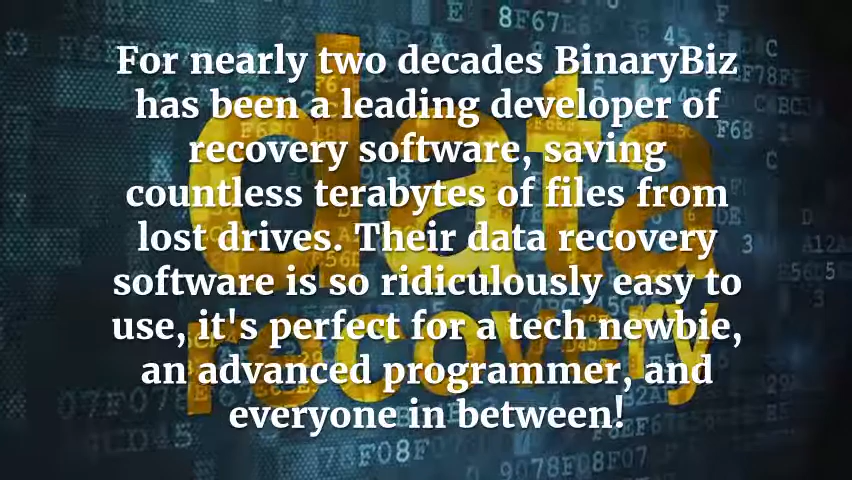 For nearly two decades BinaryBiz
has been a leading developer of
recovery software, saving
countless terabytes of files from
lost drives. Their data recovery
software is so ridiculously easy to
use, it's perfect for a tech newbie,
an advanced programmer, and
everyone in between!
data
recovery